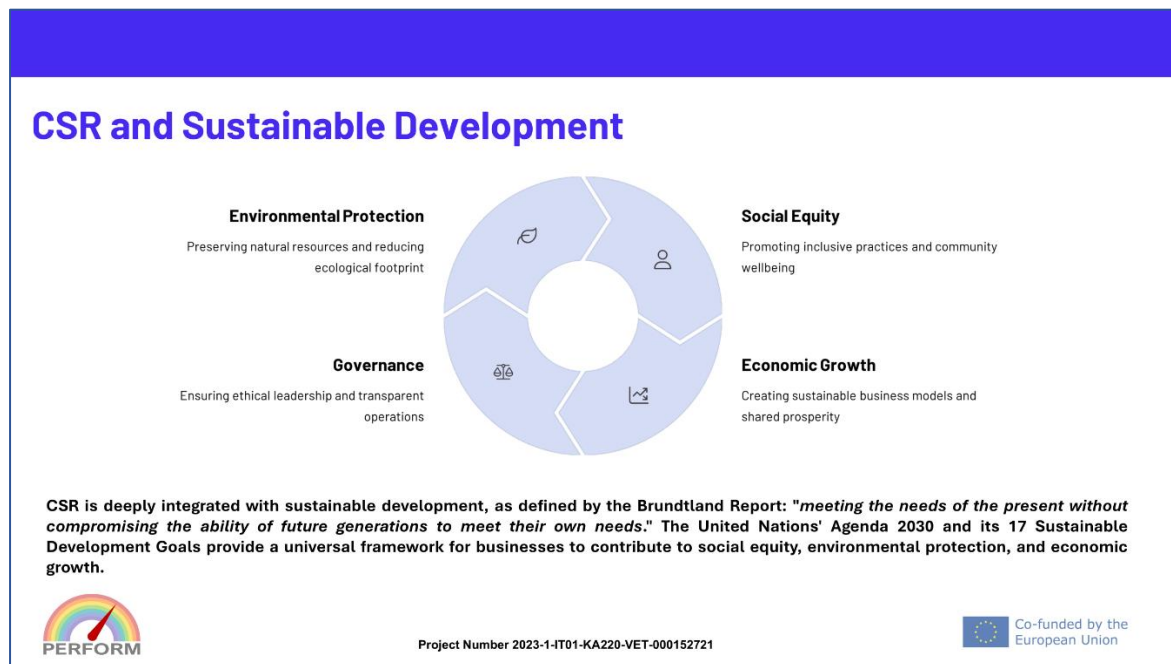 CSR and Sustainable Development
Environmental Protection
Preserving natural resources and reducing
ecological footprint
Social Equity
Promoting inclusive practices and community
wellbeing
Governance
Ensuring ethical leadership and transparent
operations
Economic Growth
Creating sustainable business models and
shared prosperity
CSR is deeply integrated with sustainable development, as defined by the Brundtland Report: "meeting the needs of the present without
compromising the ability of future generations to meet their own needs." The United Nations' Agenda 2030 and its 17 Sustainable
Development Goals provide a universal framework for businesses to contribute to social equity, environmental protection, and economic
growth.
PERFORM
Project Number 2023-1-IT01-KA220-VET-000152721
Co-funded by the
European Union